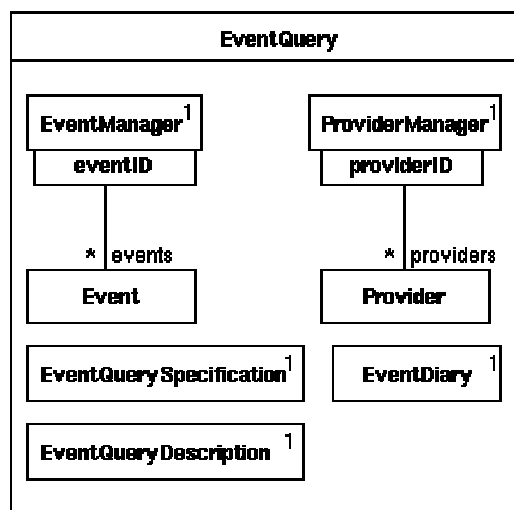 EventQuery
EventManager 1
eventID
* events
Event
ProviderManager 1
providerID
* providers
Provider
EventQuerySpecification 1
EventDiary 1
EventQueryDescription 1